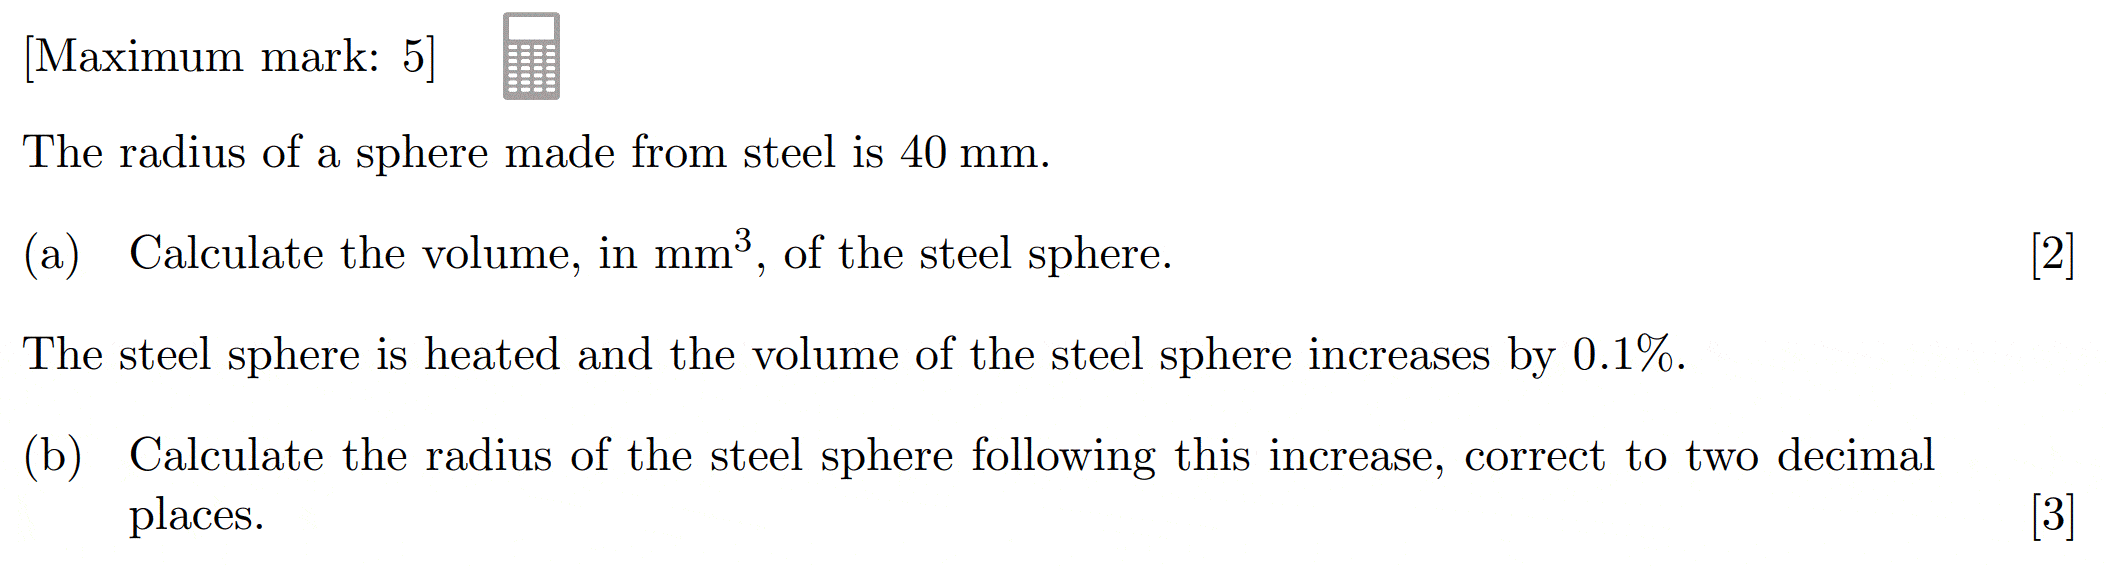 [Maximum mark: 5]
The radius of a sphere made from steel is 40 mm.
(a) Calculate the volume, in mm³, of the steel sphere. [2]
The steel sphere is heated and the volume of the steel sphere increases by 0.1%.
(b) Calculate the radius of the steel sphere following this increase, correct to two decimal
places. [3]